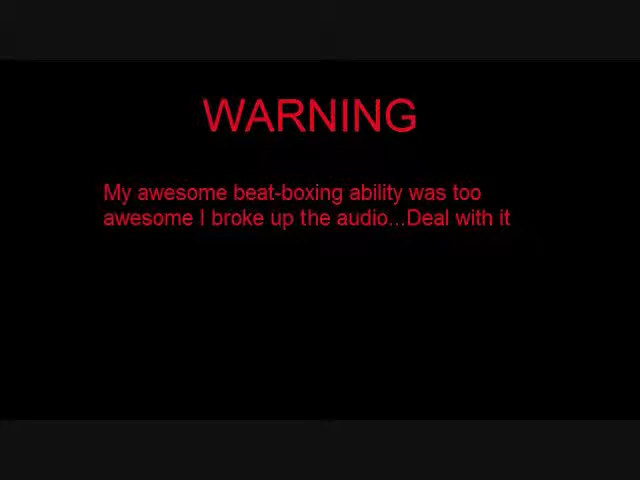 WARNING
My awesome beat-boxing ability was too
awesome I broke up the audio...Deal with it